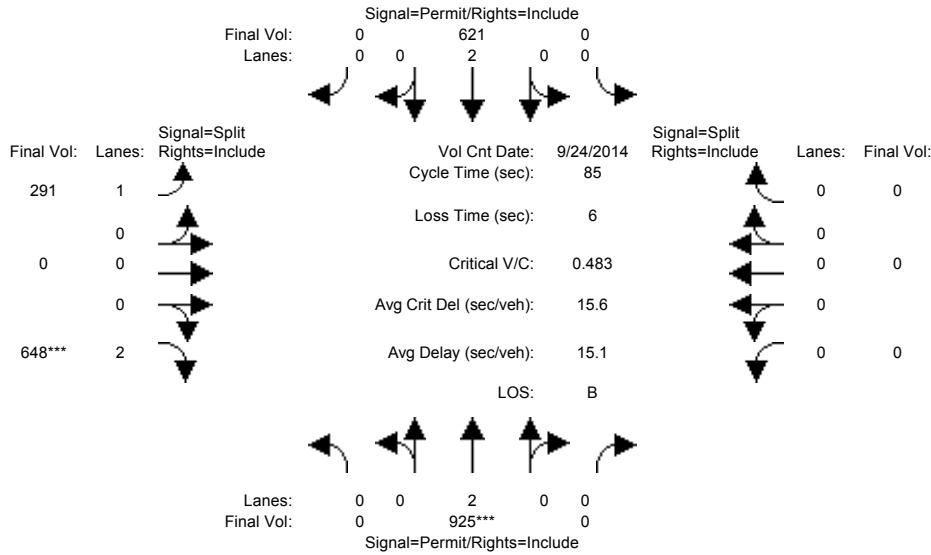 Signal=Permit/Rights=Include
Final Vol: 0 621 0
Lanes: 0 0 2 0 0
Signal=Split Signal=Split
Final Vol: Lanes: Rights=Include Vol Cnt Date: 9/24/2014 Rights=Include Lanes: Final Vol:
Cycle Time (sec): 85
291 1 0 0
Loss Time (sec): 6
0 0
0 0 Critical V/C: 0.483 0 0
0 Avg Crit Del (sec/veh): 15.6 0
648*** 2 Avg Delay (sec/veh): 15.1 0 0
LOS: B
Lanes: 0 0 2 0 0
Final Vol: 0 925*** 0
Signal=Permit/Rights=Include